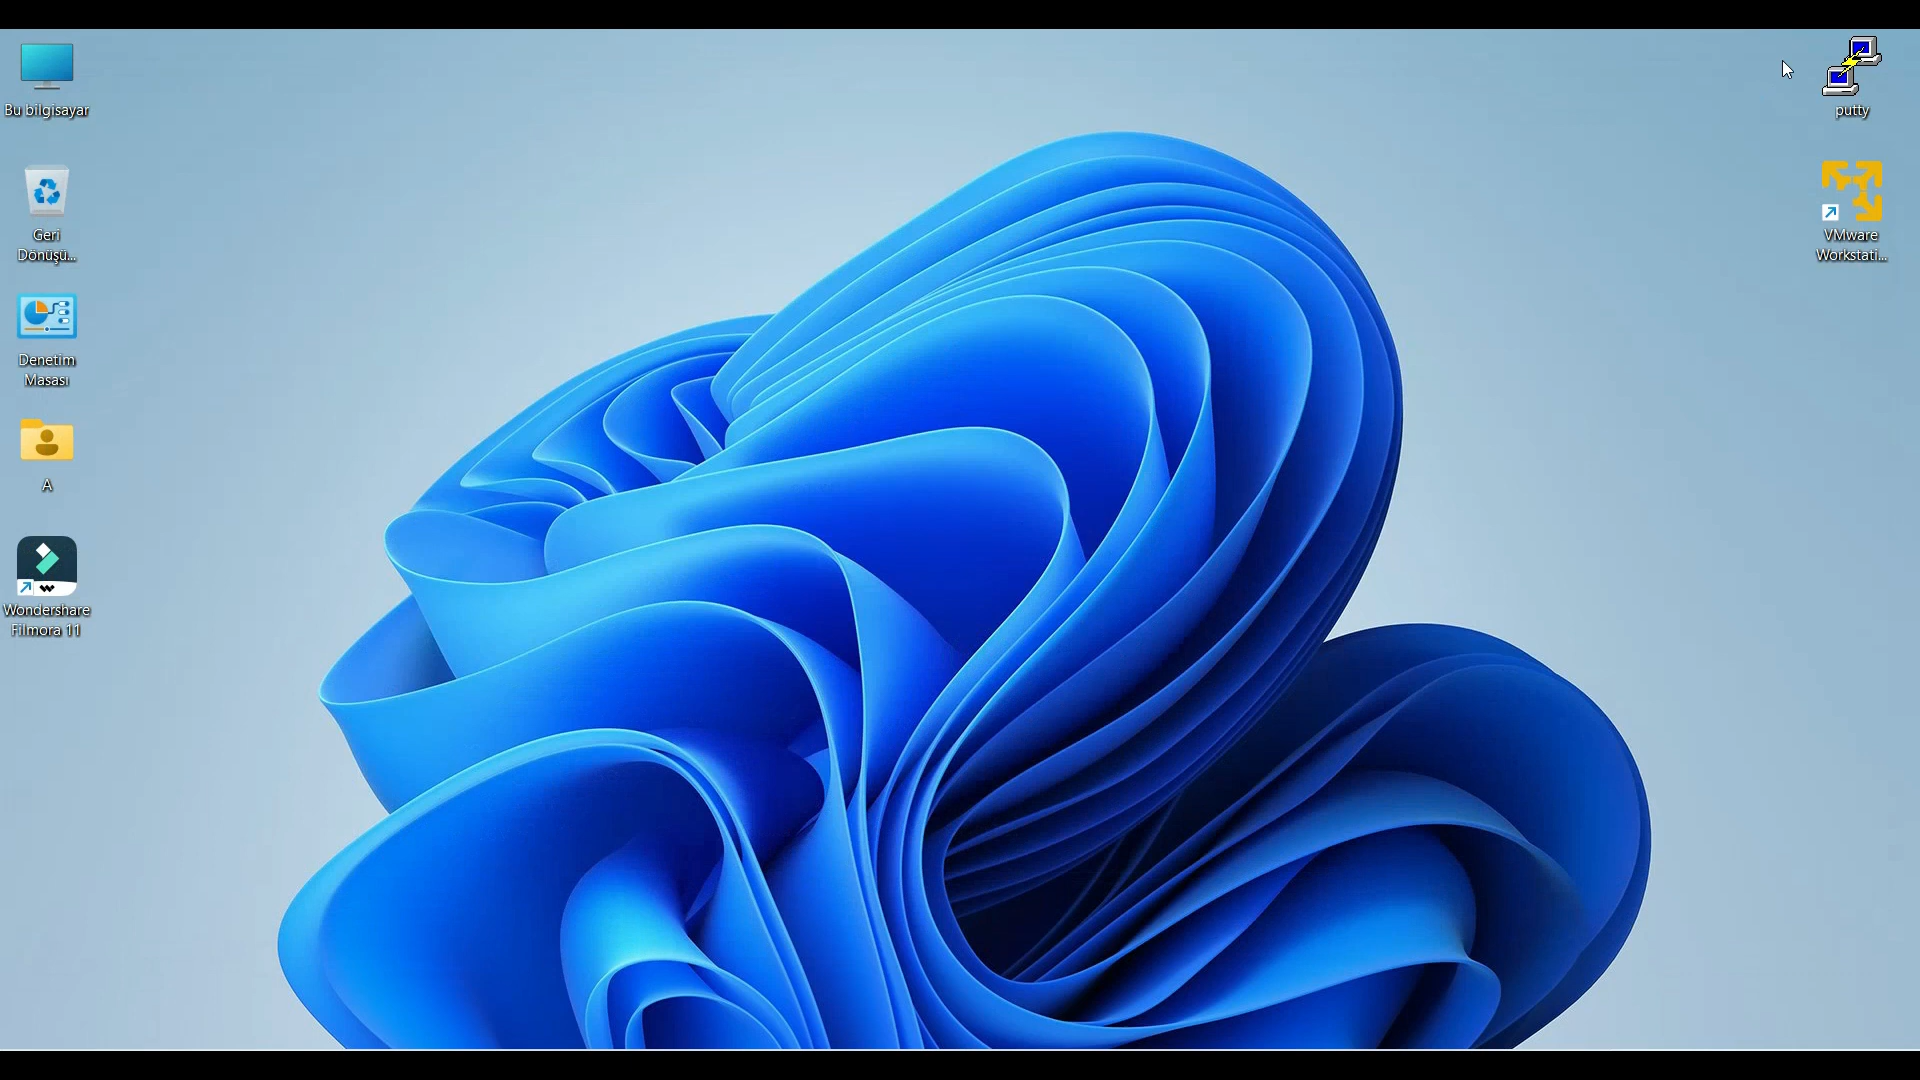 Bu bilgisayar
Geri
Dönüşü...
Denetim
Masası
A
Wondershare
Filmora 11
putty
VMware
Workstati...